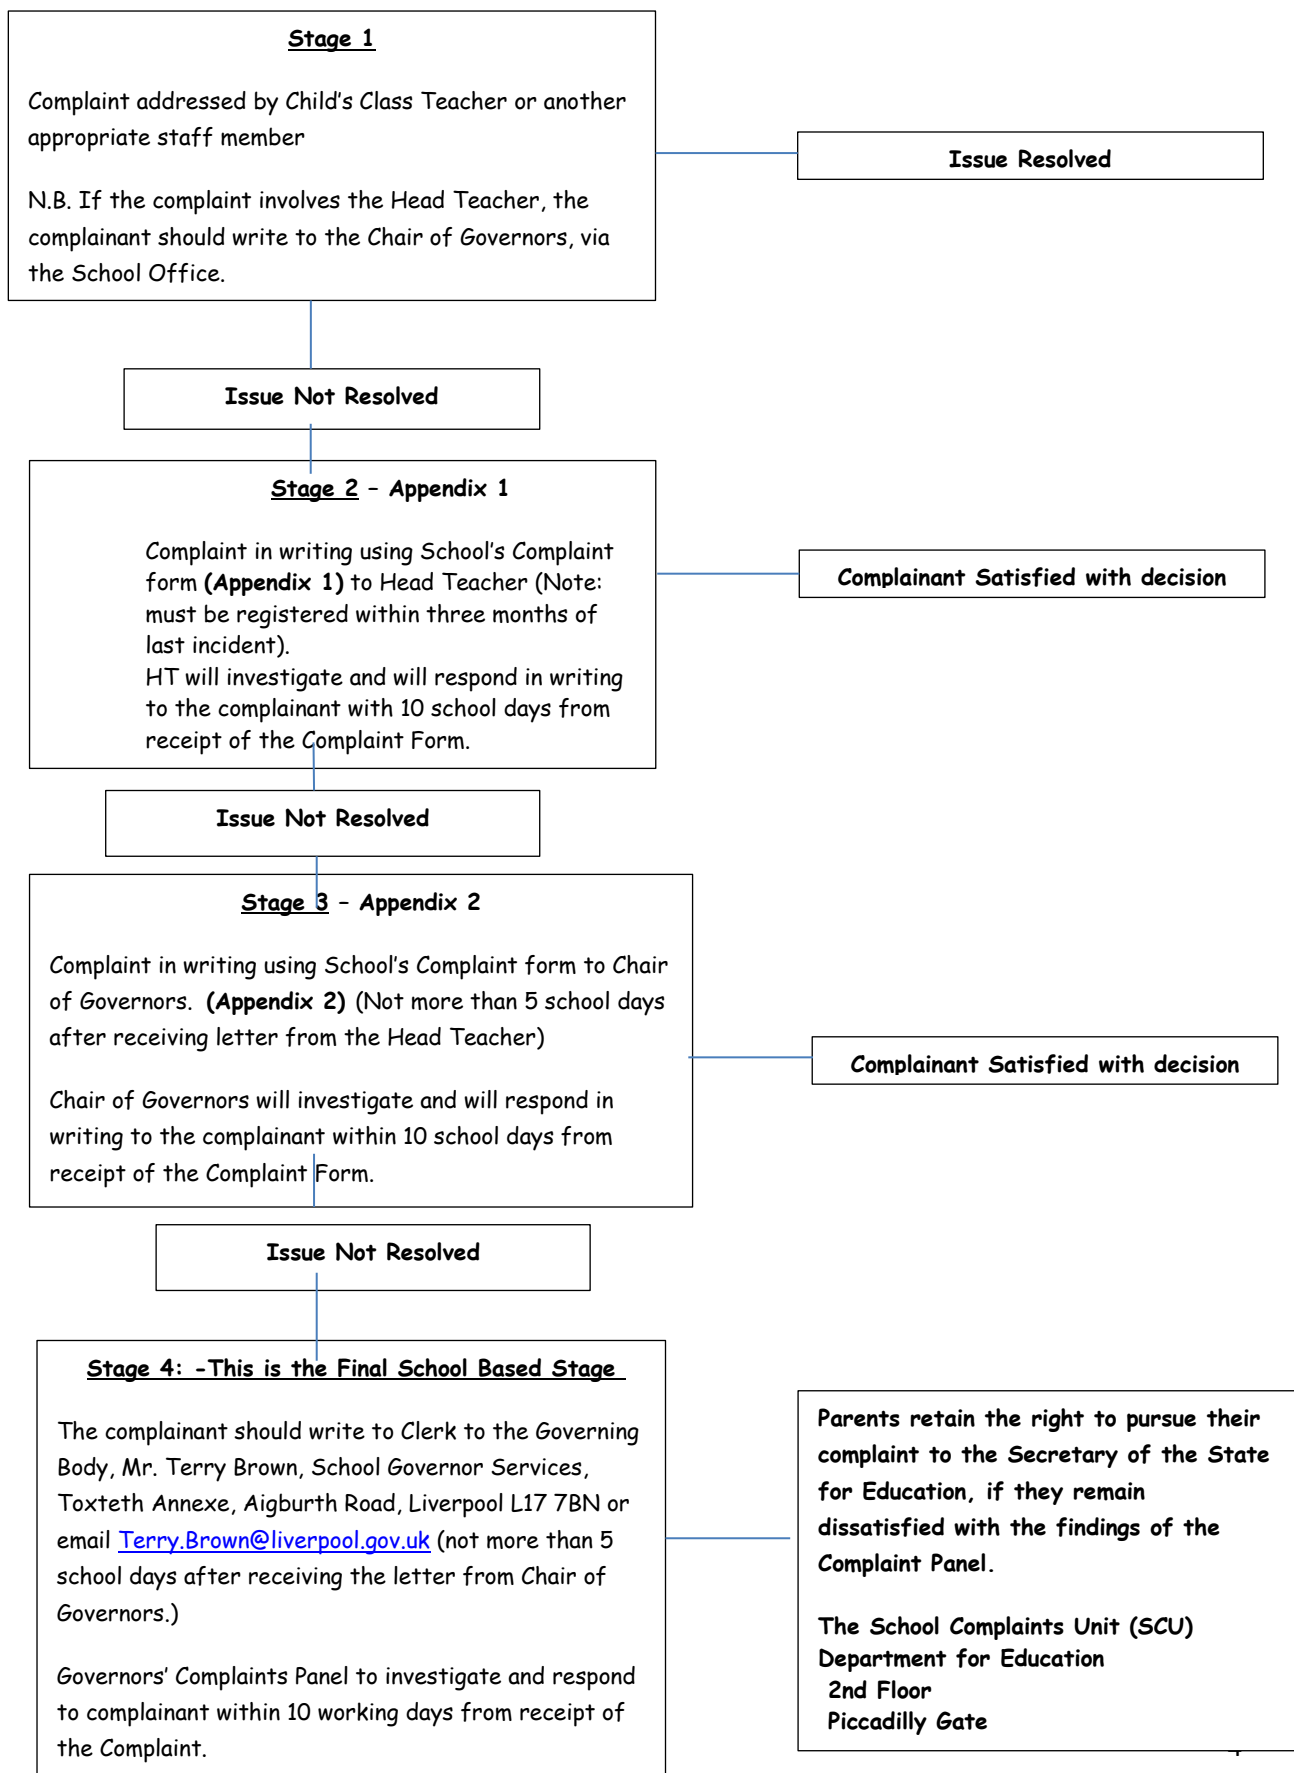 Stage 1
Complaint addressed by Child's Class Teacher or another
appropriate staff member
N.B. If the complaint involves the Head Teacher, the
complainant should write to the Chair of Governors, via
the School Office.
Issue Resolved
Issue Not Resolved
Stage 2 – Appendix 1
Complaint in writing using School's Complaint
form (Appendix 1) to Head Teacher (Note:
must be registered within three months of
last incident).
HT will investigate and will respond in writing
to the complainant with 10 school days from
receipt of the Complaint Form.
Complainant Satisfied with decision
Issue Not Resolved
Stage 3 – Appendix 2
Complaint in writing using School's Complaint form to Chair
of Governors. (Appendix 2) (Not more than 5 school days
after receiving letter from the Head Teacher)
Chair of Governors will investigate and will respond in
writing to the complainant within 10 school days from
receipt of the Complaint Form.
Complainant Satisfied with decision
Issue Not Resolved
Stage 4: -This is the Final School Based Stage
The complainant should write to Clerk to the Governing
Body, Mr. Terry Brown, School Governor Services,
Toxteth Annexe, Aigburth Road, Liverpool L17 7BN or
email Terry.Brown@liverpool.gov.uk (not more than 5
school days after receiving the letter from Chair of
Governors.)
Governors' Complaints Panel to investigate and respond
to complainant within 10 working days from receipt of
the Complaint.
Parents retain the right to pursue their
complaint to the Secretary of the State
for Education, if they remain
dissatisfied with the findings of the
Complaint Panel.
The School Complaints Unit (SCU)
Department for Education
2nd Floor
Piccadilly Gate